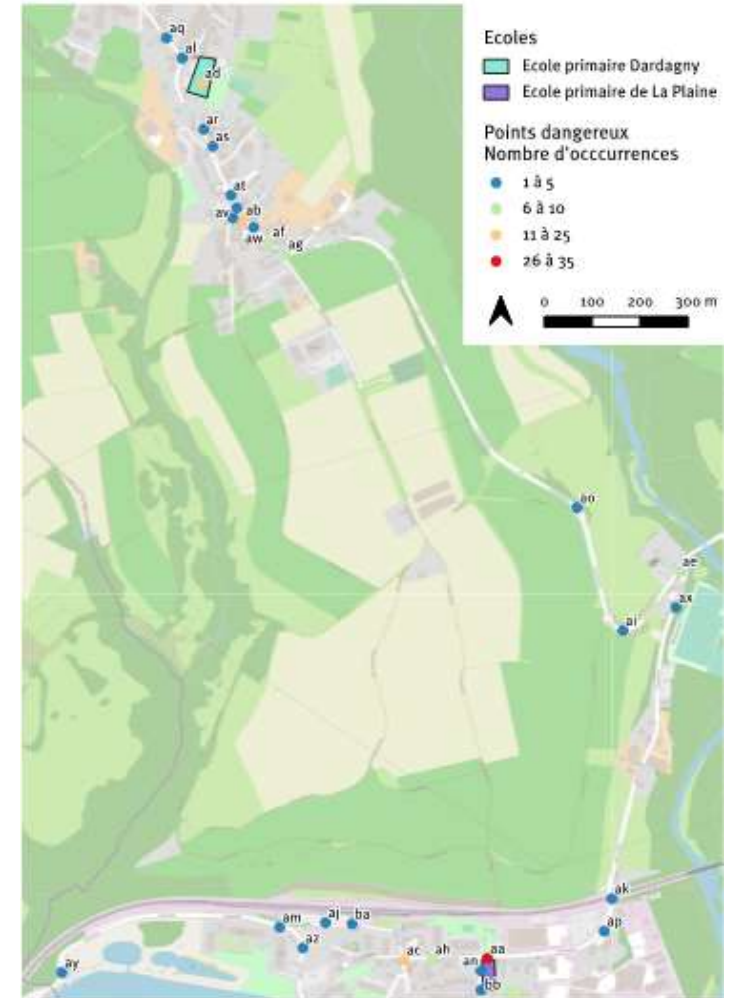 Ecoles
Ecole primaire Dardagny
Ecole primaire de La Plaine
Points dangereux
Nombre d'occcurrences
1 à 5
6 à 10
11 à 25
26 à 35
0 100 200 300 m
aq
al
ad
ar
as
at
av ab
aw af
ag
ao
ae
ax
ai
ak
ap
am aj ba
az
ac ah aa
an
ay
bb